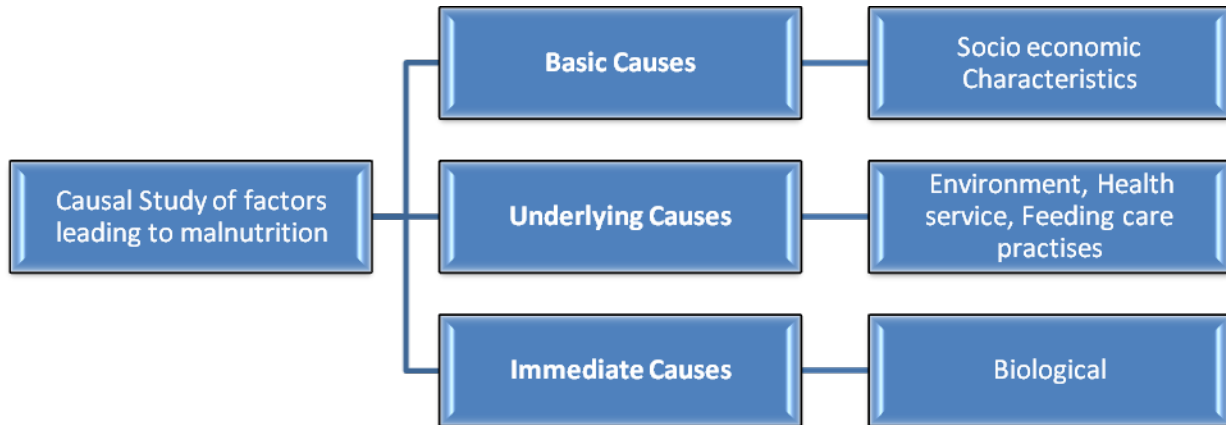 Basic Causes
Socio economic
Characteristics
Causal Study of factors
leading to malnutrition
Underlying Causes
Environment, Health
service, Feeding care
practises
Immediate Causes
Biological